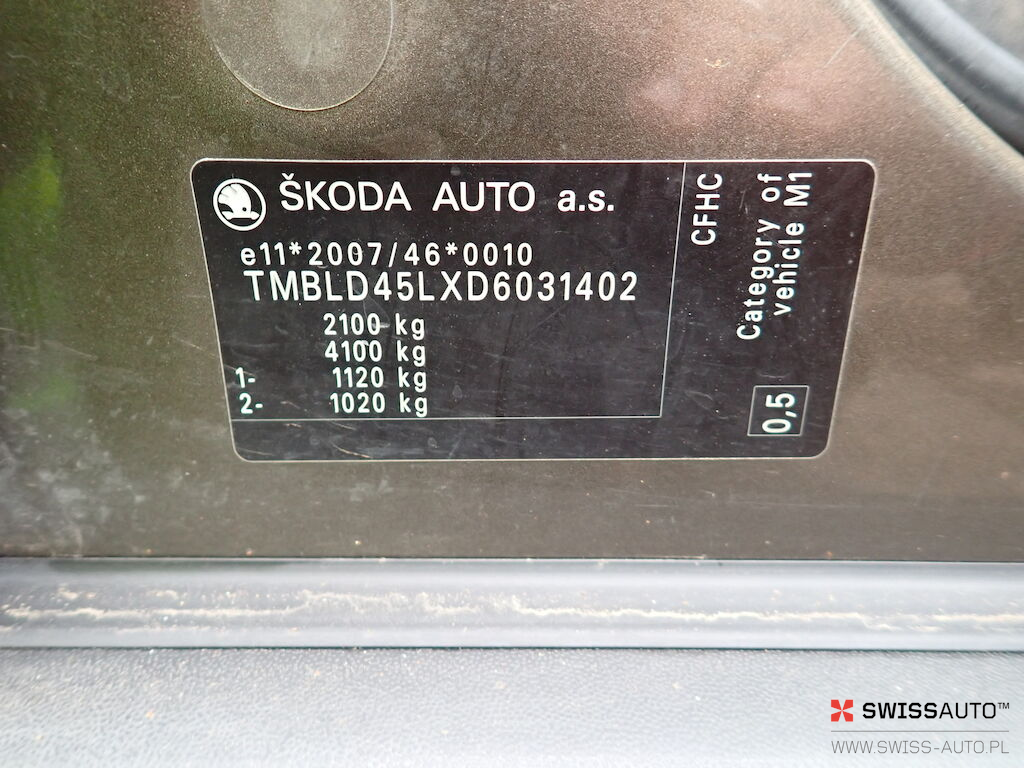 ŠKODA AUTO a.s.
e11*2007/46*0010
TMBLD45LXD6031402
2100 kg
4100 kg
1- 1120 kg
2- 1020 kg
CFHC
Category of
vehicle M1
0,5
SWISSAUTO™
WWW.SWISS-AUTO.PL